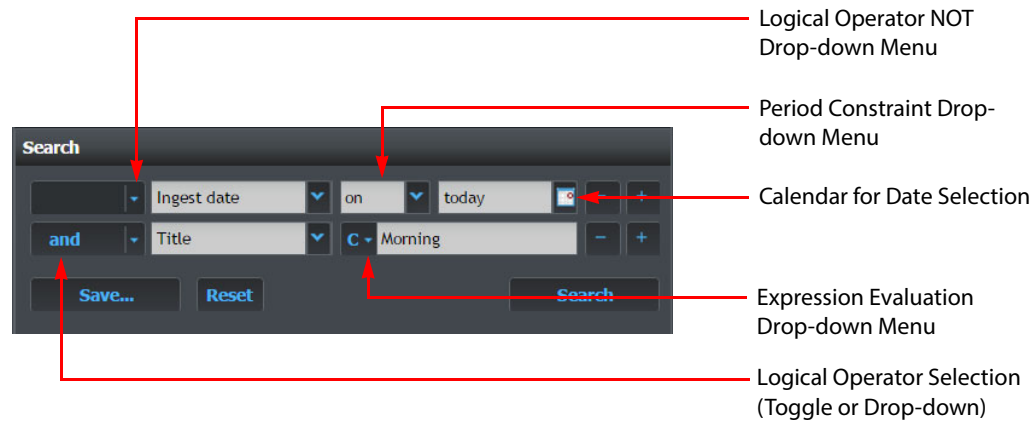 Logical Operator NOT
Drop-down Menu
Period Constraint Drop-
down Menu
Search
Ingest date
on
today
- +
Calendar for Date Selection
and
Title
C
Morning
- +
Save...
Reset
Search
Expression Evaluation
Drop-down Menu
Logical Operator Selection
(Toggle or Drop-down)